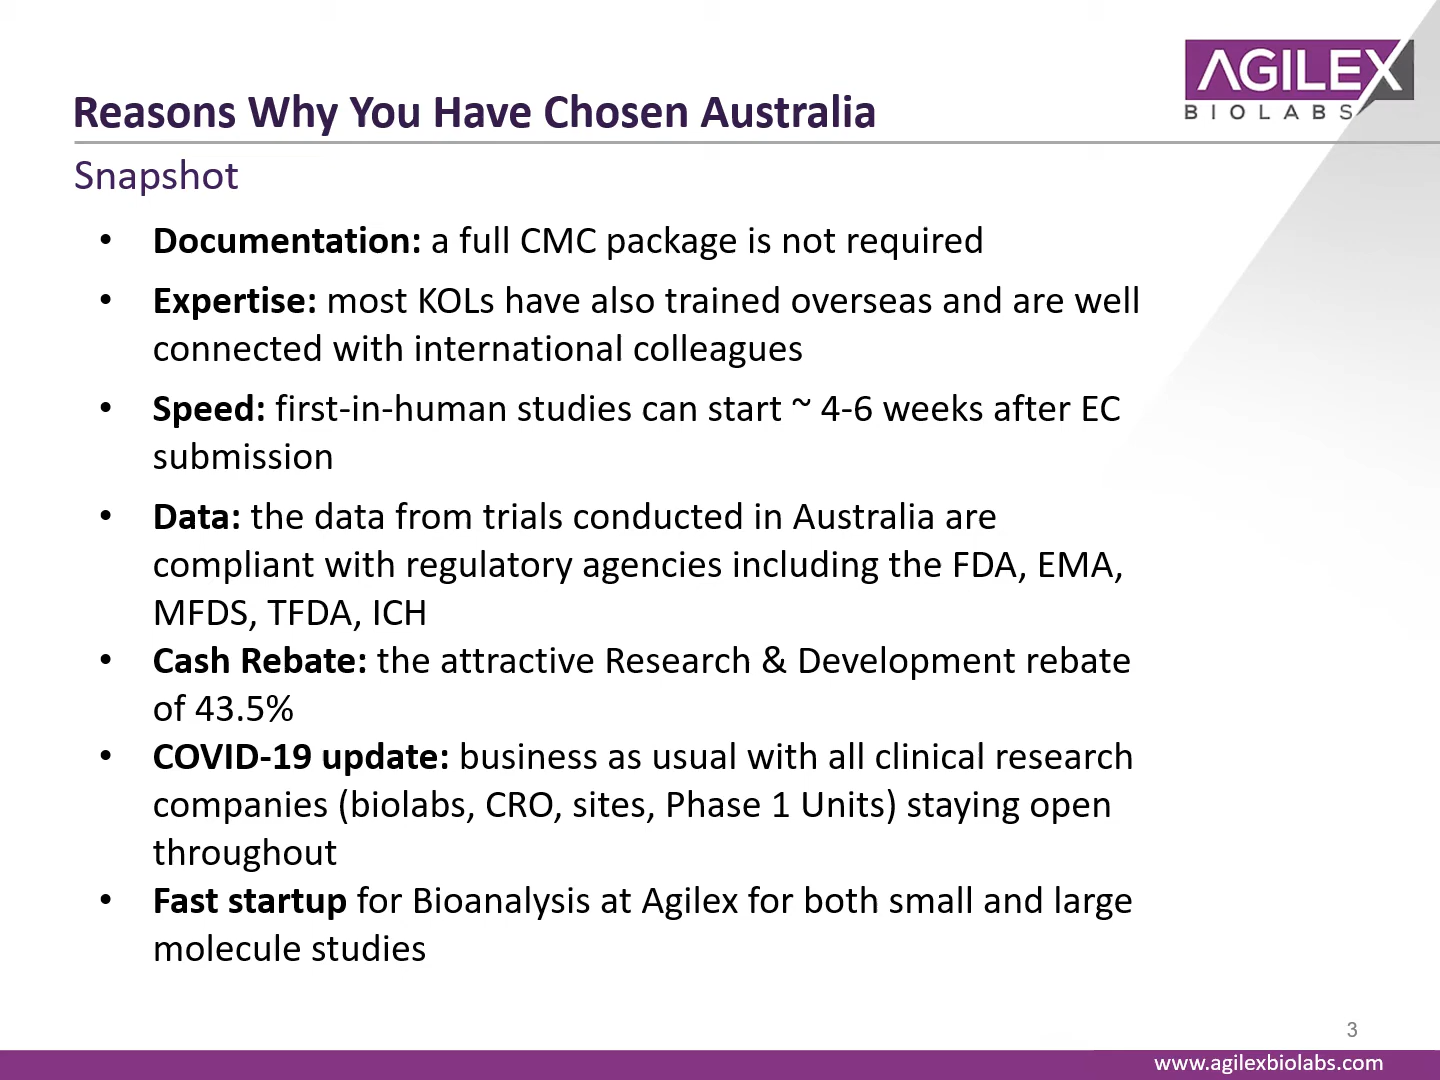 AGILEX
BIOLABS
Reasons Why You Have Chosen Australia
Snapshot
• Documentation: a full CMC package is not required
• Expertise: most KOLs have also trained overseas and are well
connected with international colleagues
• Speed: first-in-human studies can start ~ 4-6 weeks after EC
submission
• Data: the data from trials conducted in Australia are
compliant with regulatory agencies including the FDA, EMA,
MFDS, TFDA, ICH
• Cash Rebate: the attractive Research & Development rebate
of 43.5%
• COVID-19 update: business as usual with all clinical research
companies (biolabs, CRO, sites, Phase 1 Units) staying open
throughout
• Fast startup for Bioanalysis at Agilex for both small and large
molecule studies
3
www.agilexbiolabs.com